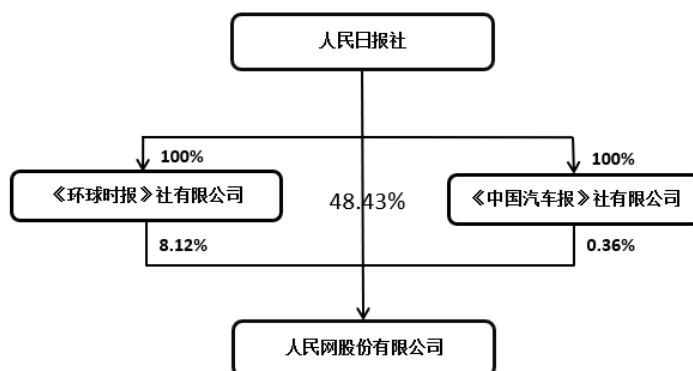 人民日报社
100%
100%
《环球时报》社有限公司
48.43%
《中国汽车报》社有限公司
8.12%
0.36%
人民网股份有限公司